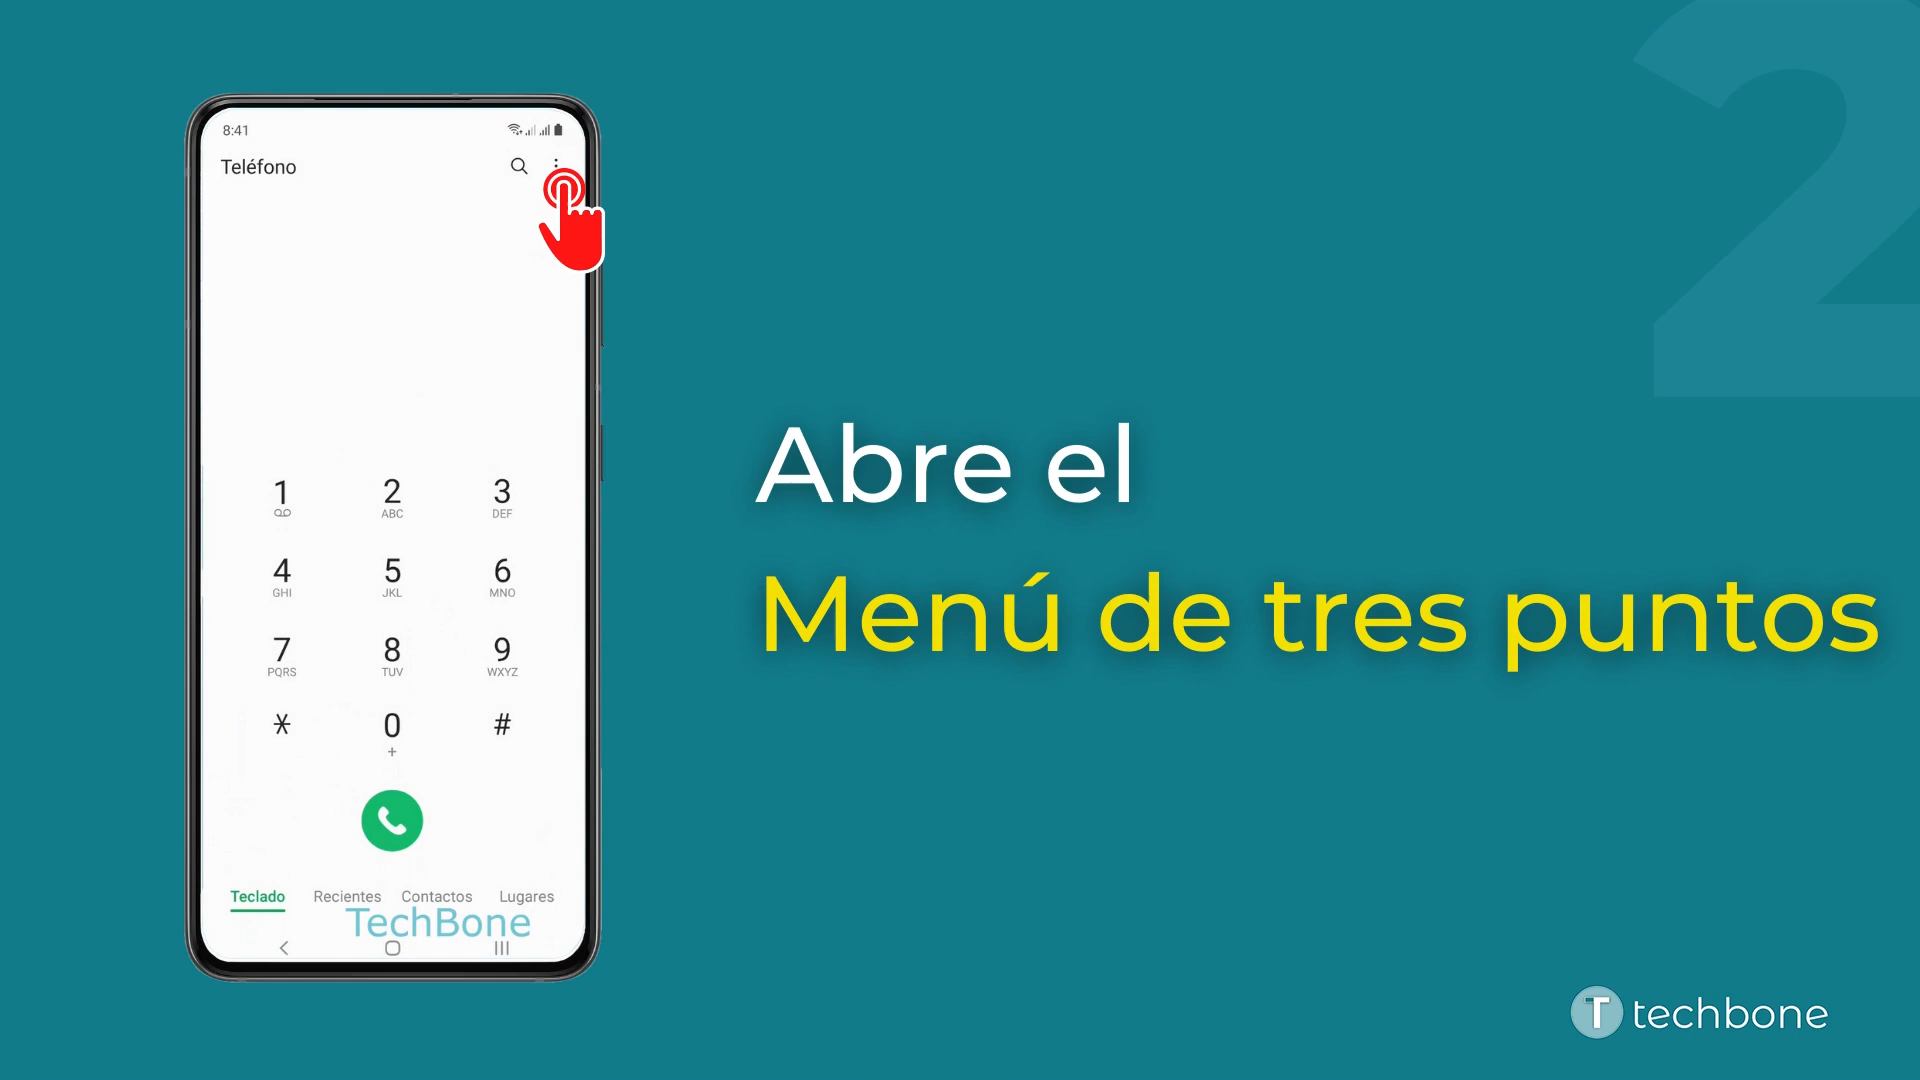 2
8:41
Teléfono
1 2 3
ABC DEF
4 5 6
GHI JKL MNO
7 8 9
PQRS TUV WXYZ
* 0 #
+
Teclado Recientes Contactos Lugares
TechBone
Abre el
Menú de tres puntos
T techbone